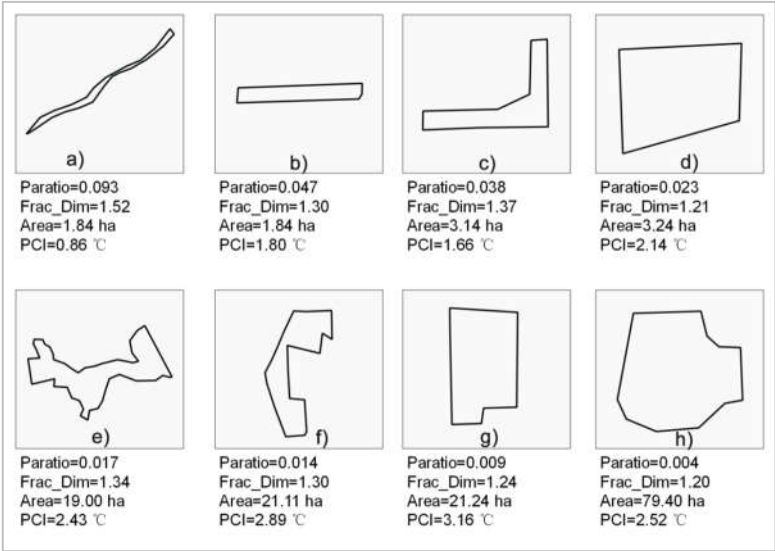 a)
b)
c)
d)
Paratio=0.093
Frac_Dim=1.52
Area=1.84 ha
PCI=0.86 ℃
Paratio=0.047
Frac_Dim=1.30
Area=1.84 ha
PCI=1.80 ℃
Paratio=0.038
Frac_Dim=1.37
Area=3.14 ha
PCI=1.66 ℃
Paratio=0.023
Frac_Dim=1.21
Area=3.24 ha
PCI=2.14 ℃
e)
f)
g)
h)
Paratio=0.017
Frac_Dim=1.34
Area=19.00 ha
PCI=2.43 ℃
Paratio=0.014
Frac_Dim=1.30
Area=21.11 ha
PCI=2.89 ℃
Paratio=0.009
Frac_Dim=1.24
Area=21.24 ha
PCI=3.16 ℃
Paratio=0.004
Frac_Dim=1.20
Area=79.40 ha
PCI=2.52 ℃